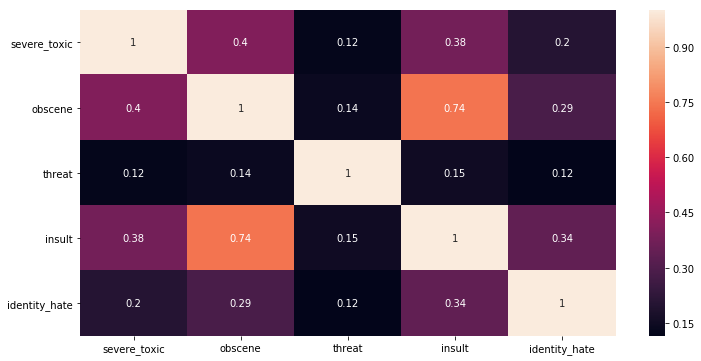 severe_toxic 1 0.4 0.12 0.38 0.2
obscene 0.4 1 0.14 0.74 0.29
threat 0.12 0.14 1 0.15 0.12
insult 0.38 0.74 0.15 1 0.34
identity_hate 0.2 0.29 0.12 0.34 1
severe_toxic obscene threat insult identity_hate
0.90
0.75
0.60
0.45
0.30
0.15